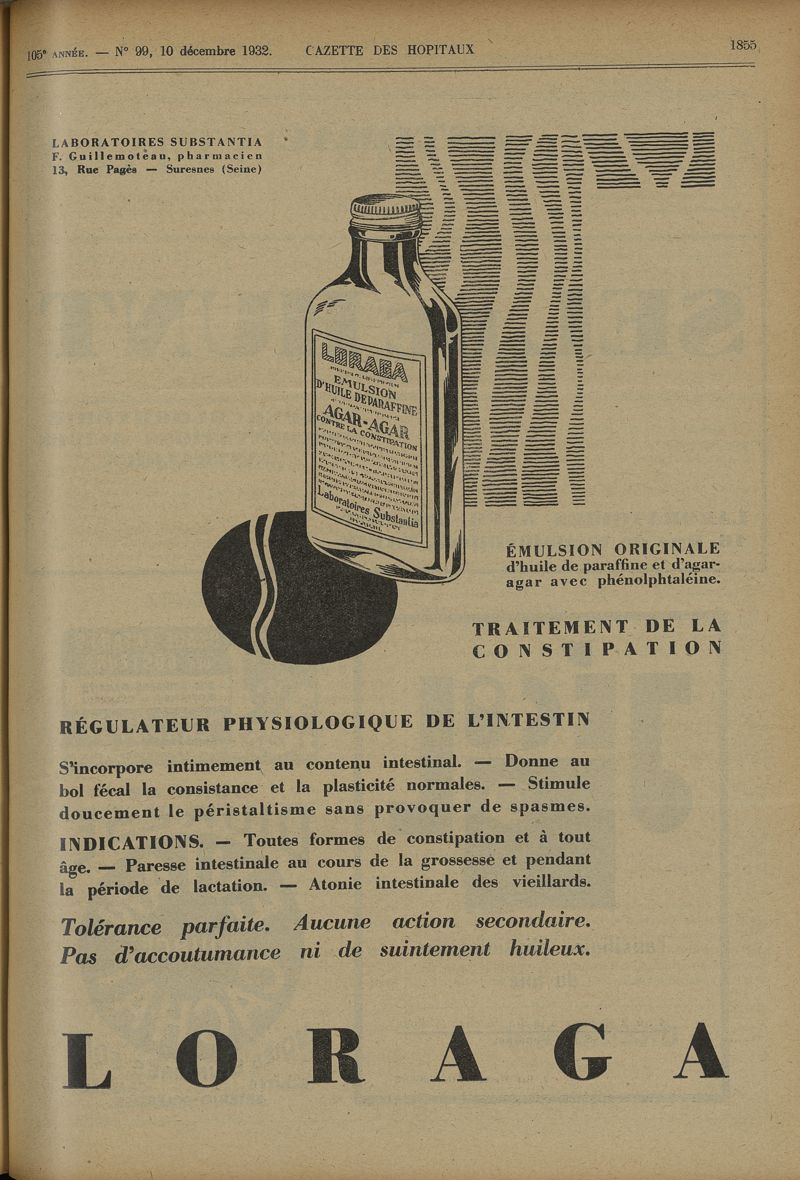 105e ANNÉE. — N° 99, 10 décembre 1932. GAZETTE DES HOPITAUX 1855
LABORATOIRES SUBSTANTIA
F. Guillemoteau, pharmacien
13, Rue Pagès — Suresnes (Seine)
LORAGA
EMULSION
D'HUILE DE PARAFFINE
AGAR-AGAR
CONTRE LA CONSTIPATION
Laboratoires Substantia
ÉMULSION ORIGINALE
d'huile de paraffine et d'agar-
agar avec phénolphtaléine.
TRAITEMENT DE LA
CONSTIPATION
RÉGULATEUR PHYSIOLOGIQUE DE L'INTESTIN
S'incorpore intimement au contenu intestinal. — Donne au
bol fécal la consistance et la plasticité normales. — Stimule
doucement le péristaltisme sans provoquer de spasmes.
INDICATIONS. — Toutes formes de constipation et à tout
âge. — Paresse intestinale au cours de la grossesse et pendant
la période de lactation. — Atonie intestinale des vieillards.
Tolérance parfaite. Aucune action secondaire.
Pas d'accoutumance ni de suintement huileux.
LORAGA